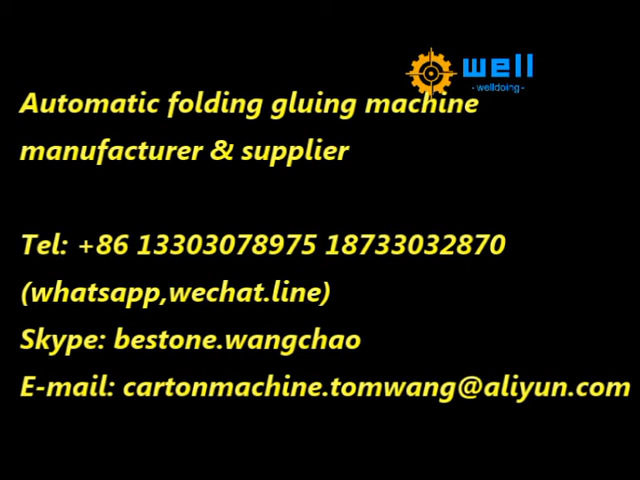 well
- welldoing -
Automatic folding gluing machine
manufacturer & supplier
Tel: +86 13303078975 18733032870
(whatsapp,wechat.line)
Skype: bestone.wangchao
E-mail: cartonmachine.tomwang@aliyun.com